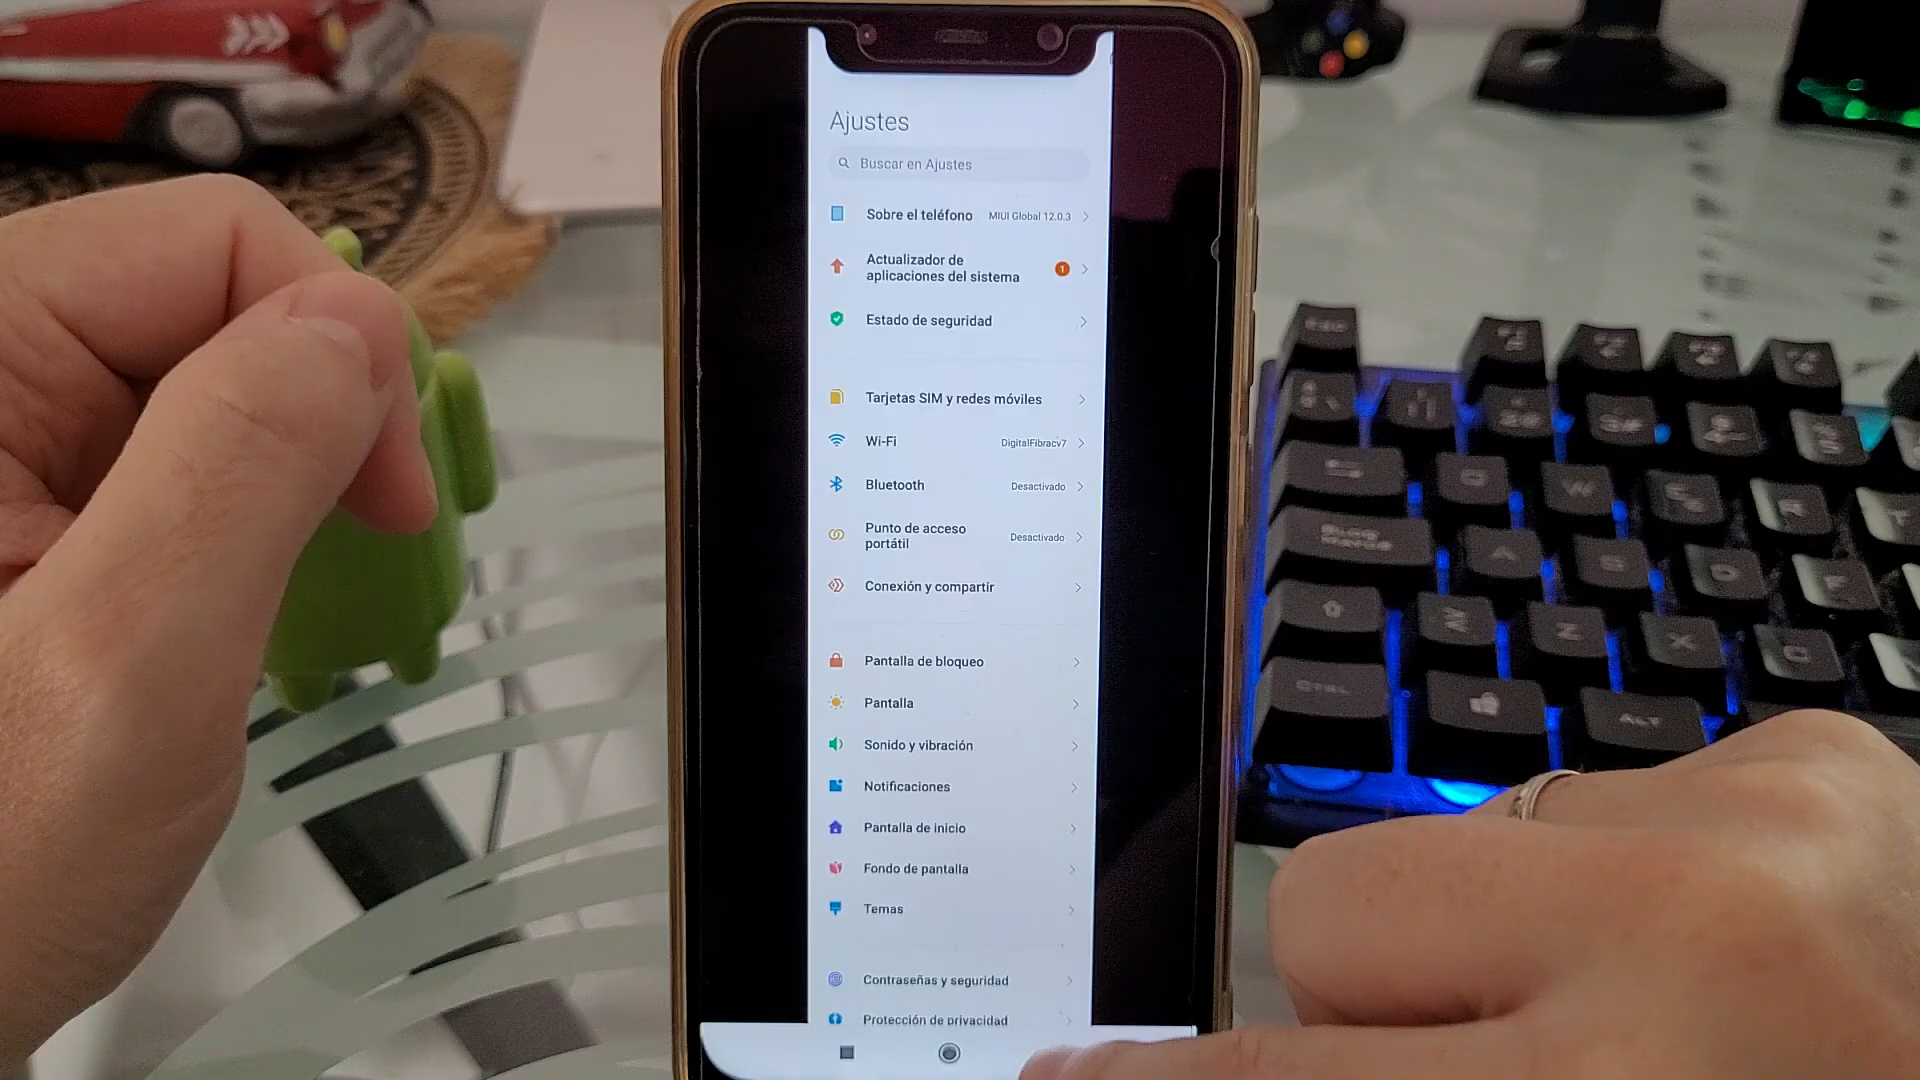 Ajustes
Buscar en Ajustes
Sobre el teléfono MIUI Global 12.0.3
Actualizador de
aplicaciones del sistema 1
Estado de seguridad
Tarjetas SIM y redes móviles
Wi-Fi DigitalFibracv7
Bluetooth Desactivado
Punto de acceso
portátil Desactivado
Conexión y compartir
Pantalla de bloqueo
Pantalla
Sonido y vibración
Notificaciones
Pantalla de inicio
Fondo de pantalla
Temas
Contraseñas y seguridad
Protección de privacidad
W
R
A
S
D
F
Z
X
CTRL
ALT